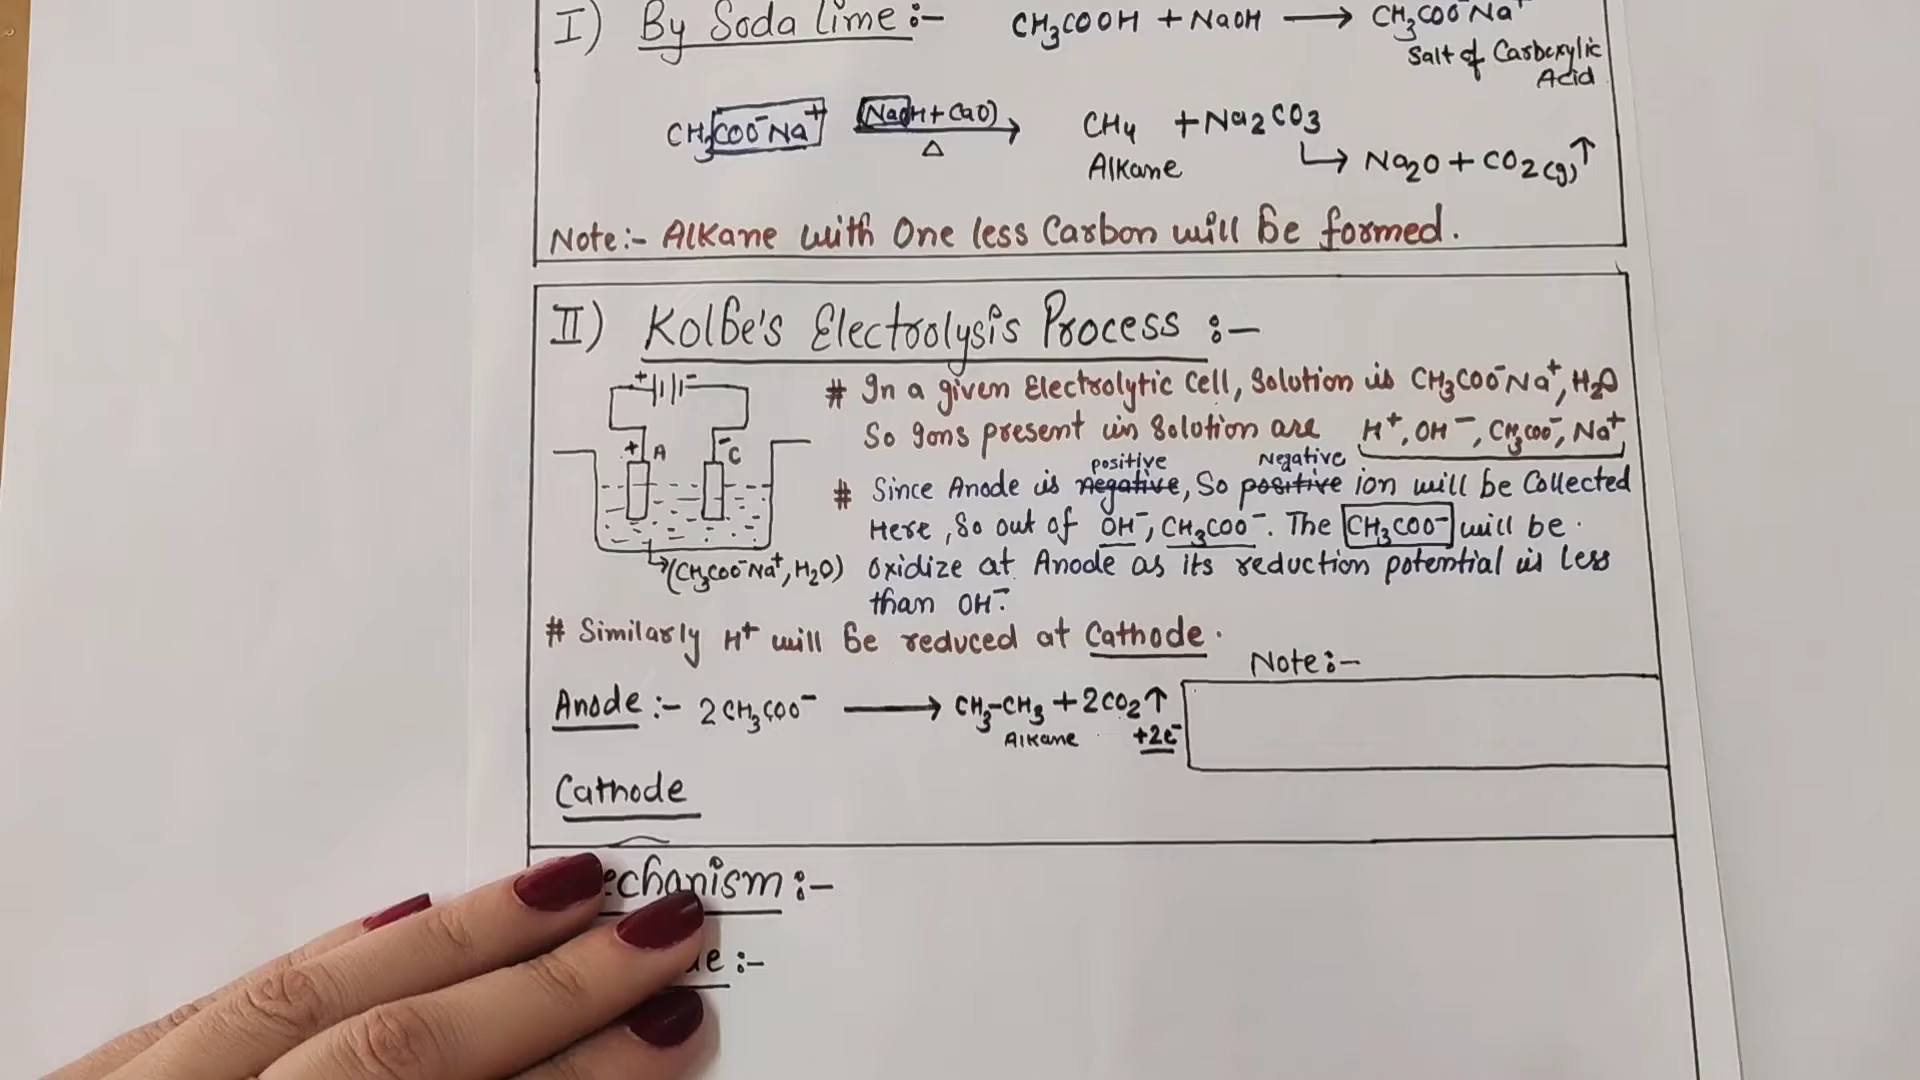 I) By Soda lime :- CH3COOH + NaOH ⟶ CH3COO⁻Na⁺
Salt of Carboxylic
Acid
CH3COO⁻Na⁺ (NaOH + CaO) Δ ⟶ CH4 + Na2CO3
Alkane ↳ Na2O + CO2(g)↑
Note:- Alkane with One less Carbon will be formed.
II) Kolbe's Electrolysis Process :-
+ -
+ A - C
(CH3COO⁻Na⁺, H2O)
# In a given Electrolytic Cell, Solution is CH3COO⁻Na⁺, H2O
So Ions present in Solution are H⁺, OH⁻, CH3COO⁻, Na⁺
positive Negative
# Since Anode is negative, So positive ion will be Collected
Here, So out of OH⁻, CH3COO⁻. The CH3COO⁻ will be
oxidize at Anode as its reduction potential is less
than OH⁻.
# Similarly H⁺ will be reduced at Cathode.
Note:-
Anode :- 2CH3COO⁻ ⟶ CH3-CH3 + 2CO2↑
Alkane +2e⁻
Cathode
echanism :-
de :-